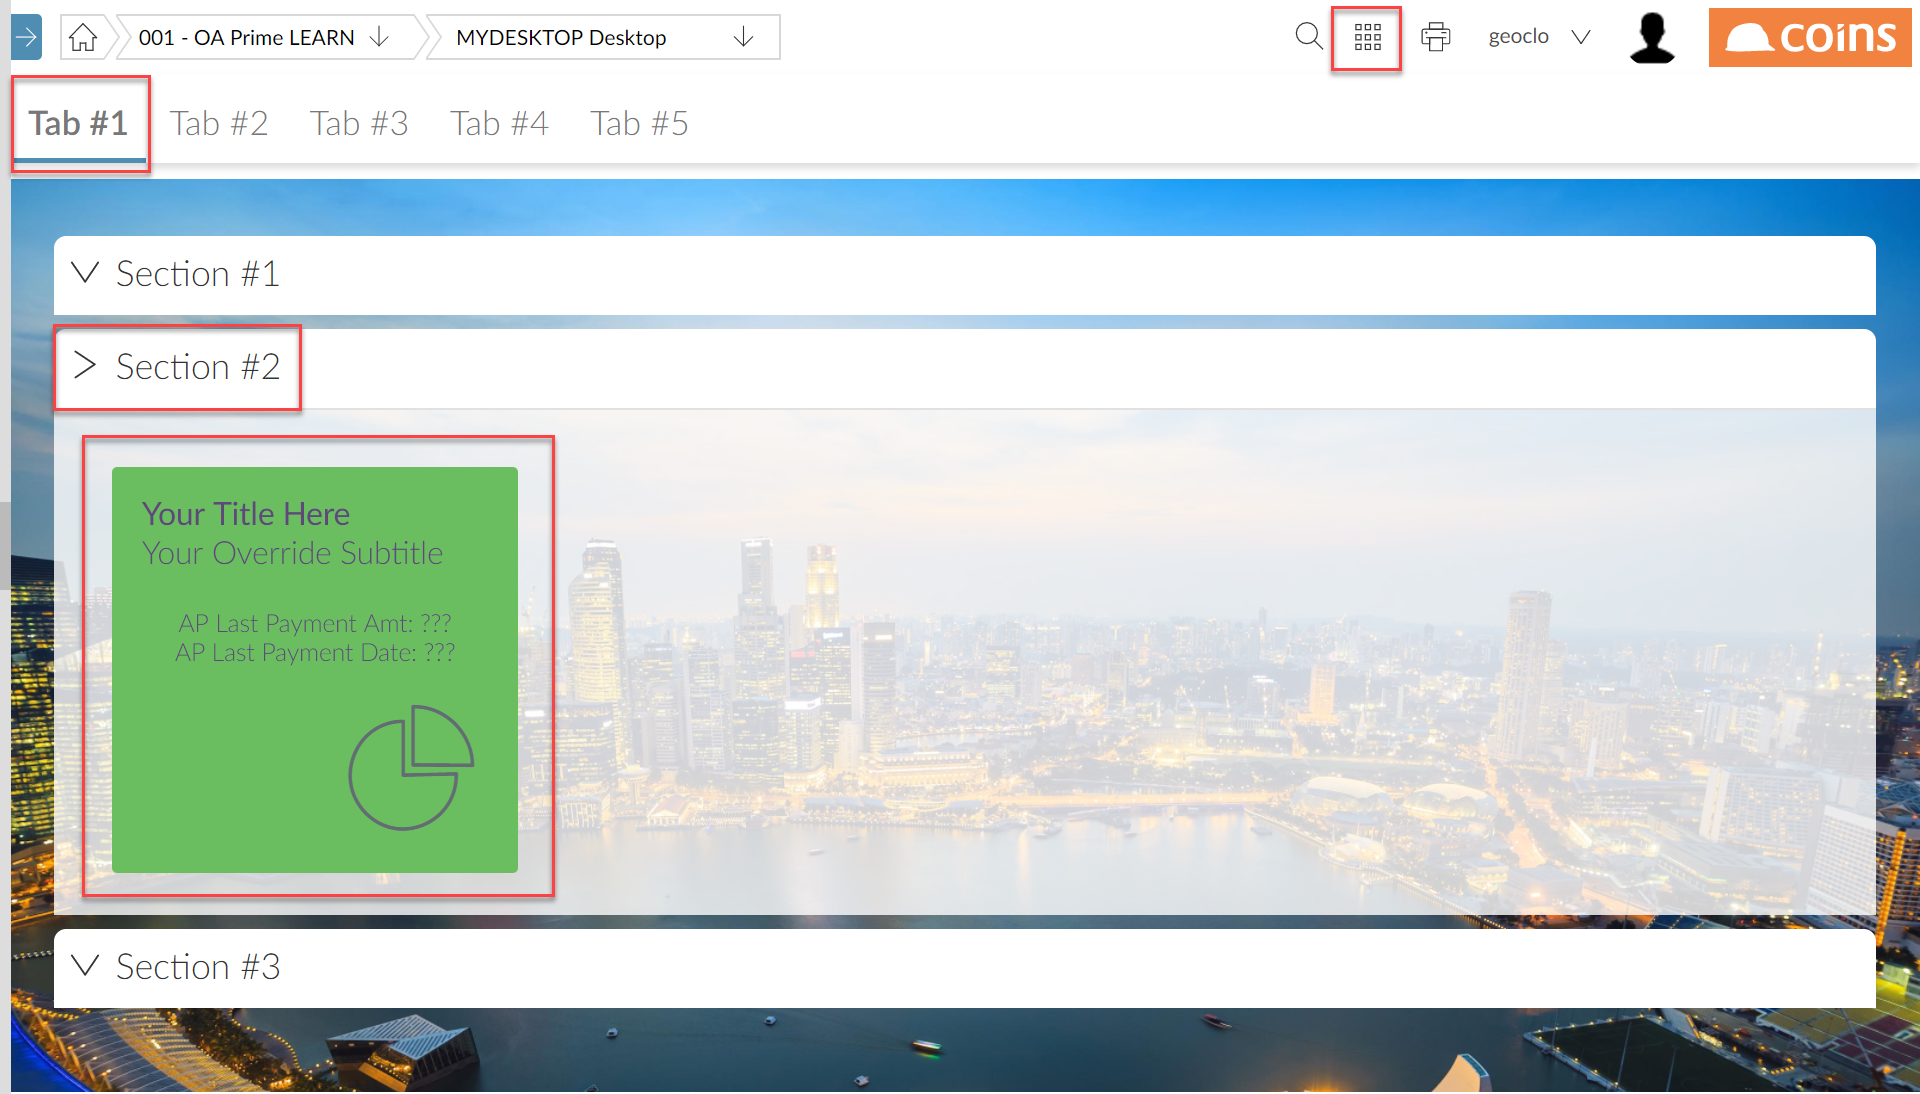 001 - OA Prime LEARN
MYDESKTOP Desktop
geoclo
coins
Tab #1
Tab #2
Tab #3
Tab #4
Tab #5
Section #1
Section #2
Your Title Here
Your Override Subtitle
AP Last Payment Amt: ???
AP Last Payment Date: ???
Section #3